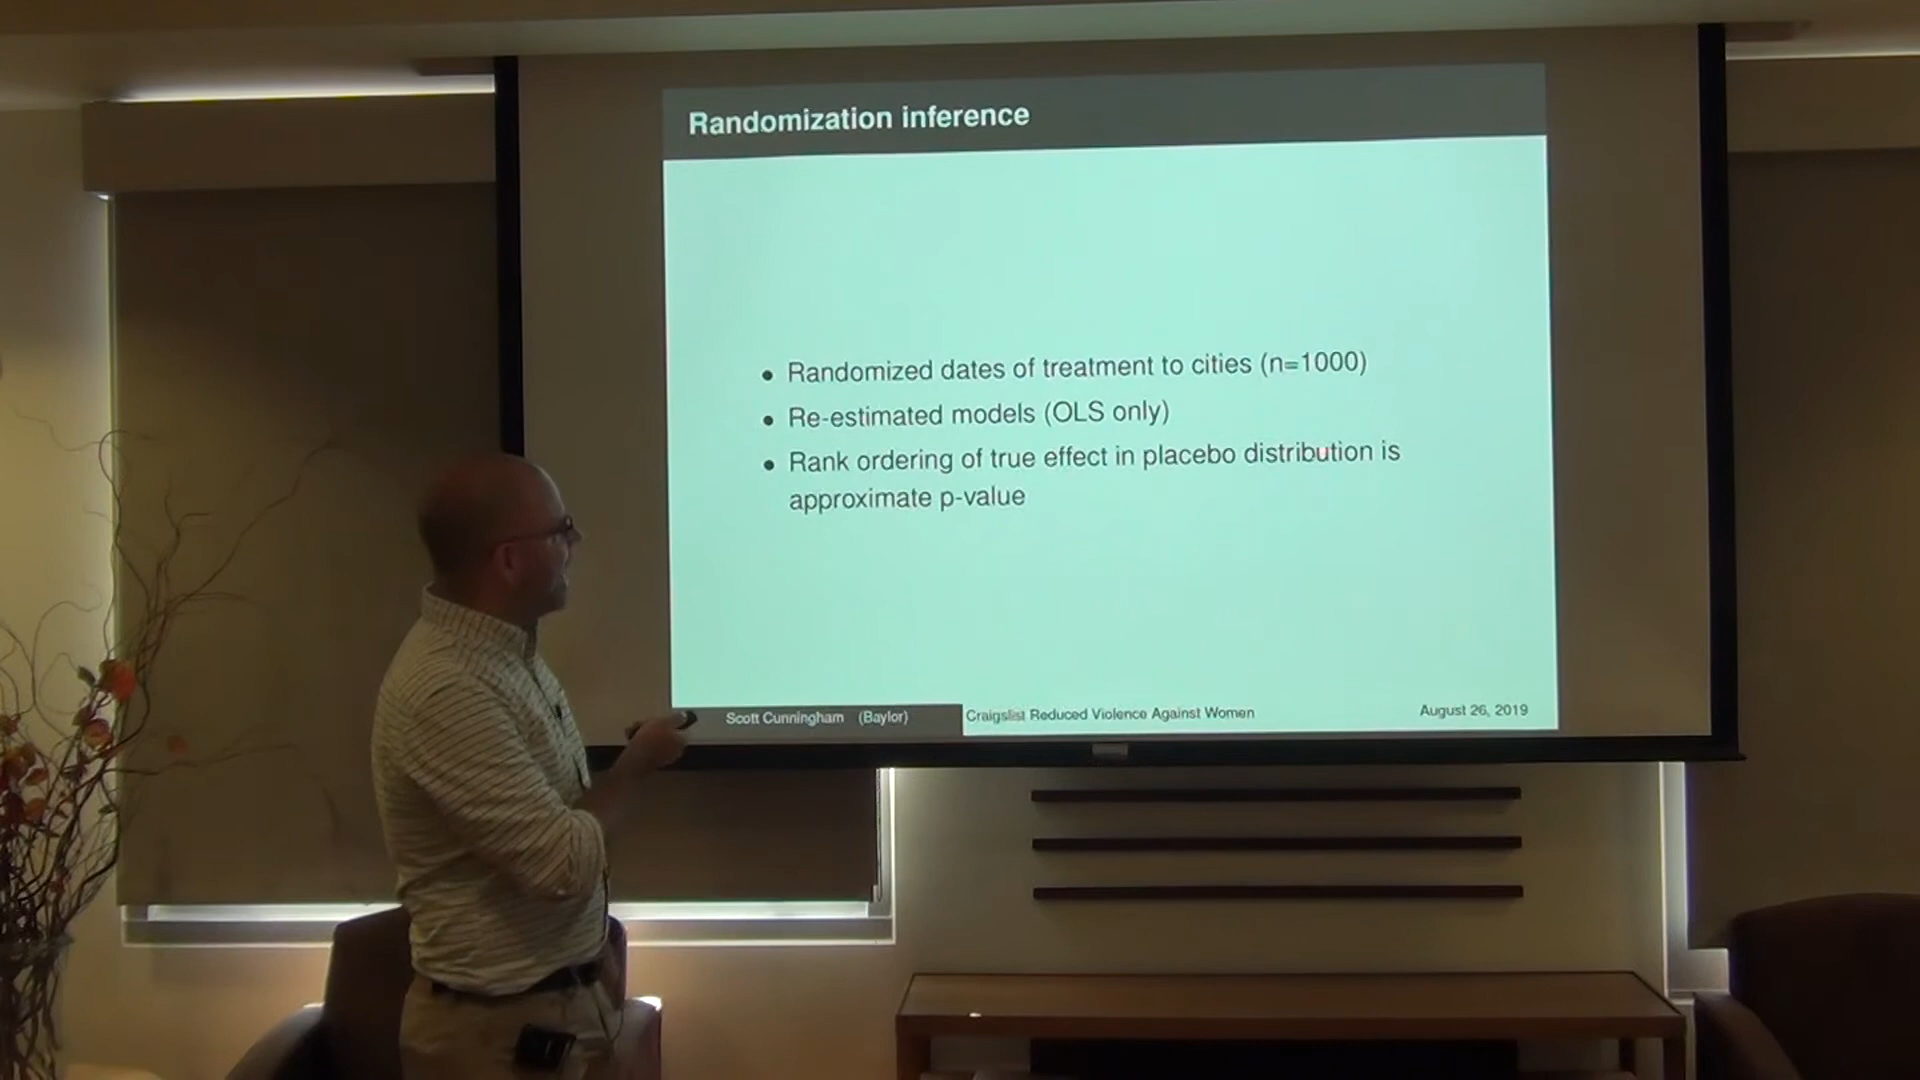 Randomization inference
• Randomized dates of treatment to cities (n=1000)
• Re-estimated models (OLS only)
• Rank ordering of true effect in placebo distribution is
approximate p-value
Scott Cunningham (Baylor)
Craigslist Reduced Violence Against Women
August 26, 2019